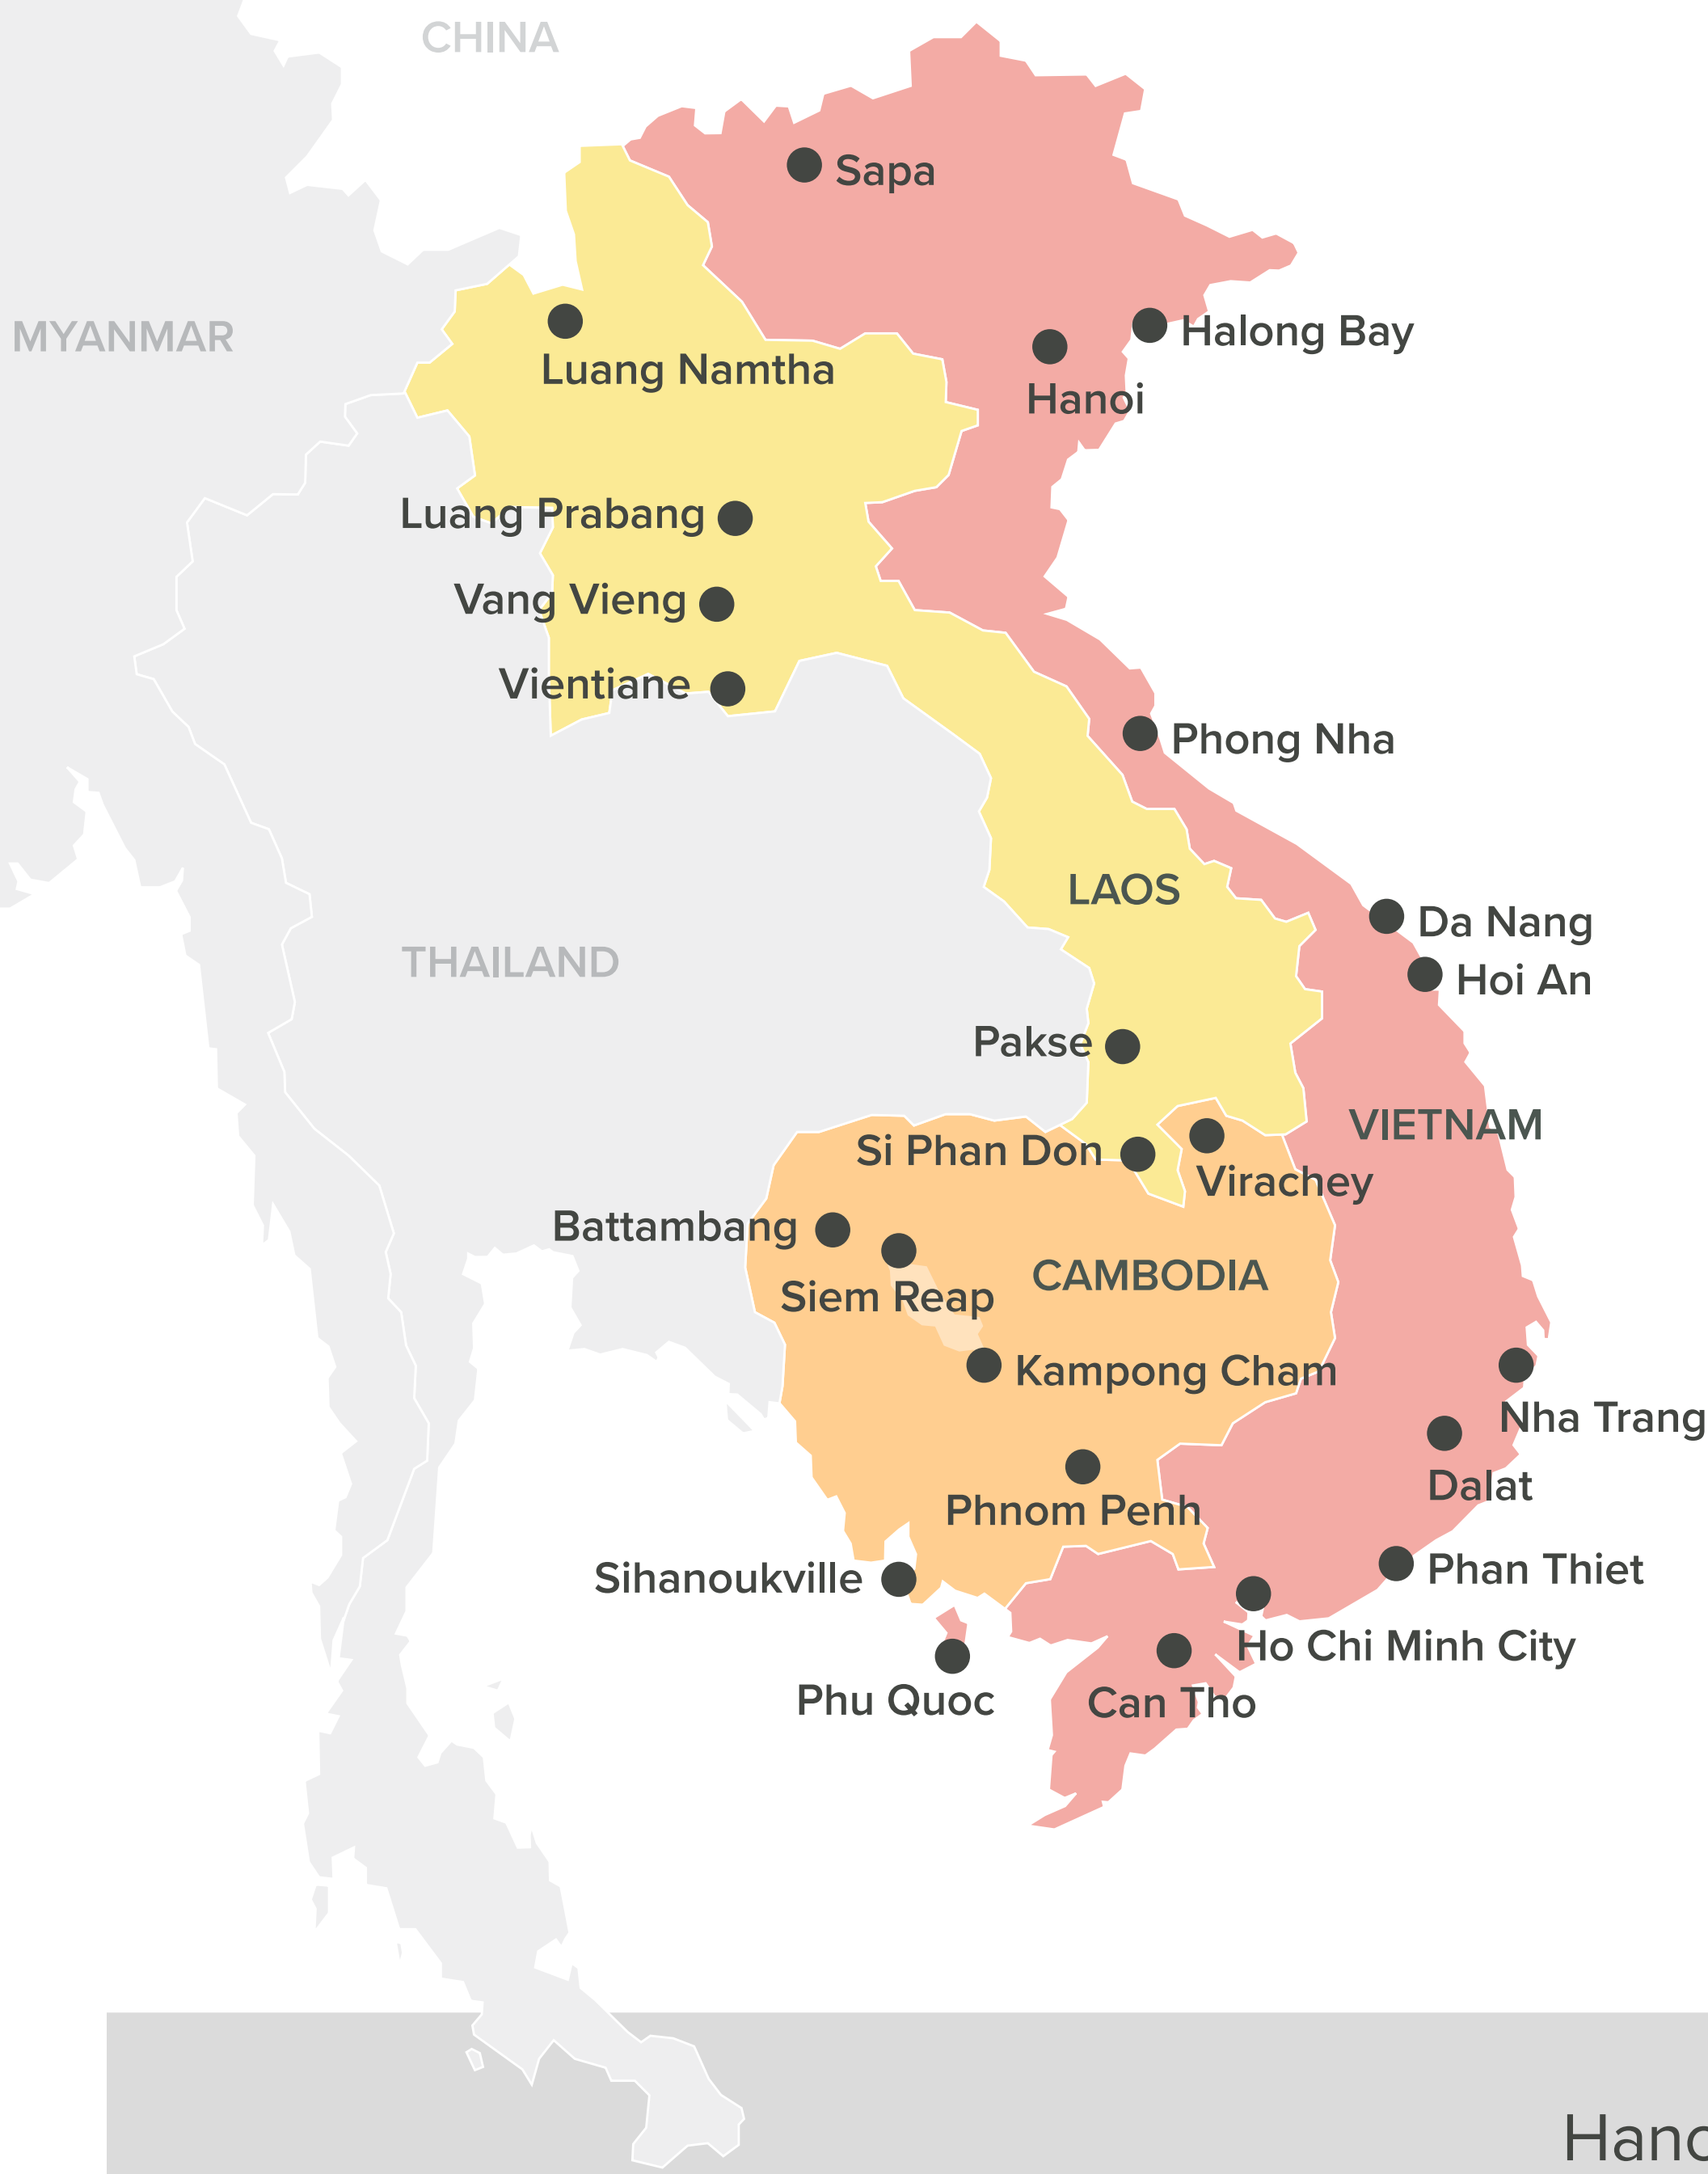 CHINA
Sapa
MYANMAR
Halong Bay
Luang Namtha
Hanoi
Luang Prabang
Vang Vieng
Vientiane
Phong Nha
LAOS
Da Nang
THAILAND
Hoi An
Pakse
VIETNAM
Si Phan Don
Virachey
Battambang
CAMBODIA
Siem Reap
Kampong Cham
Nha Trang
Dalat
Phnom Penh
Phan Thiet
Sihanoukville
Ho Chi Minh City
Phu Quoc
Can Tho